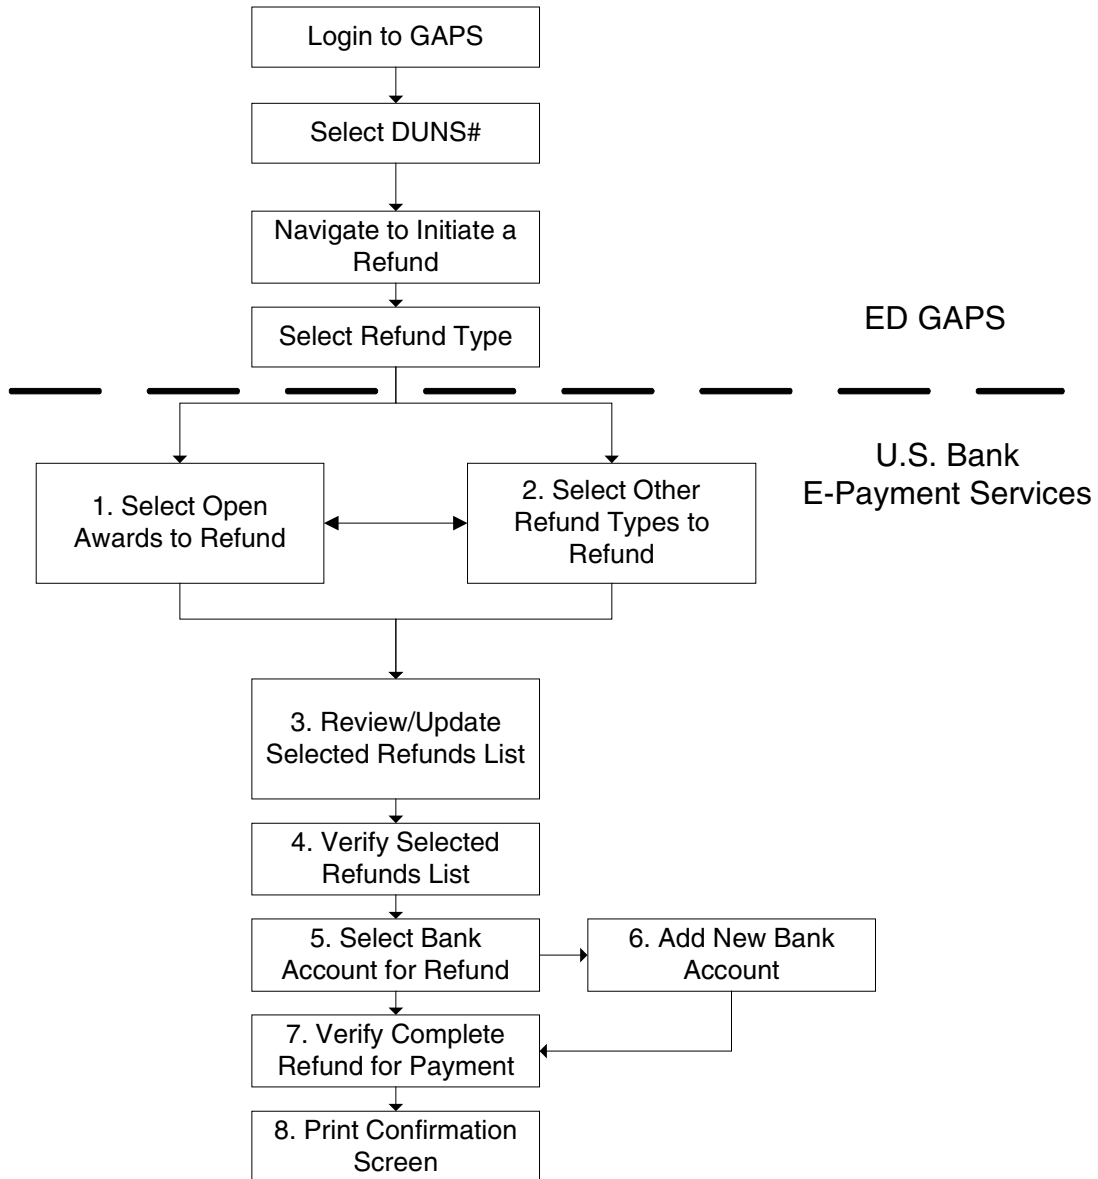 Login to GAPS
Select DUNS#
Navigate to Initiate a
Refund
Select Refund Type
ED GAPS
U.S. Bank
E-Payment Services
1. Select Open
Awards to Refund
2. Select Other
Refund Types to
Refund
3. Review/Update
Selected Refunds List
4. Verify Selected
Refunds List
5. Select Bank
Account for Refund
6. Add New Bank
Account
7. Verify Complete
Refund for Payment
8. Print Confirmation
Screen